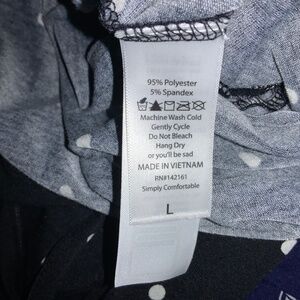 95% Polyester
5% Spandex
Machine Wash Cold
Gently Cycle
Do Not Bleach
Hang Dry
or you'll be sad
MADE IN VIETNAM
RN#142161
Simply Comfortable
L